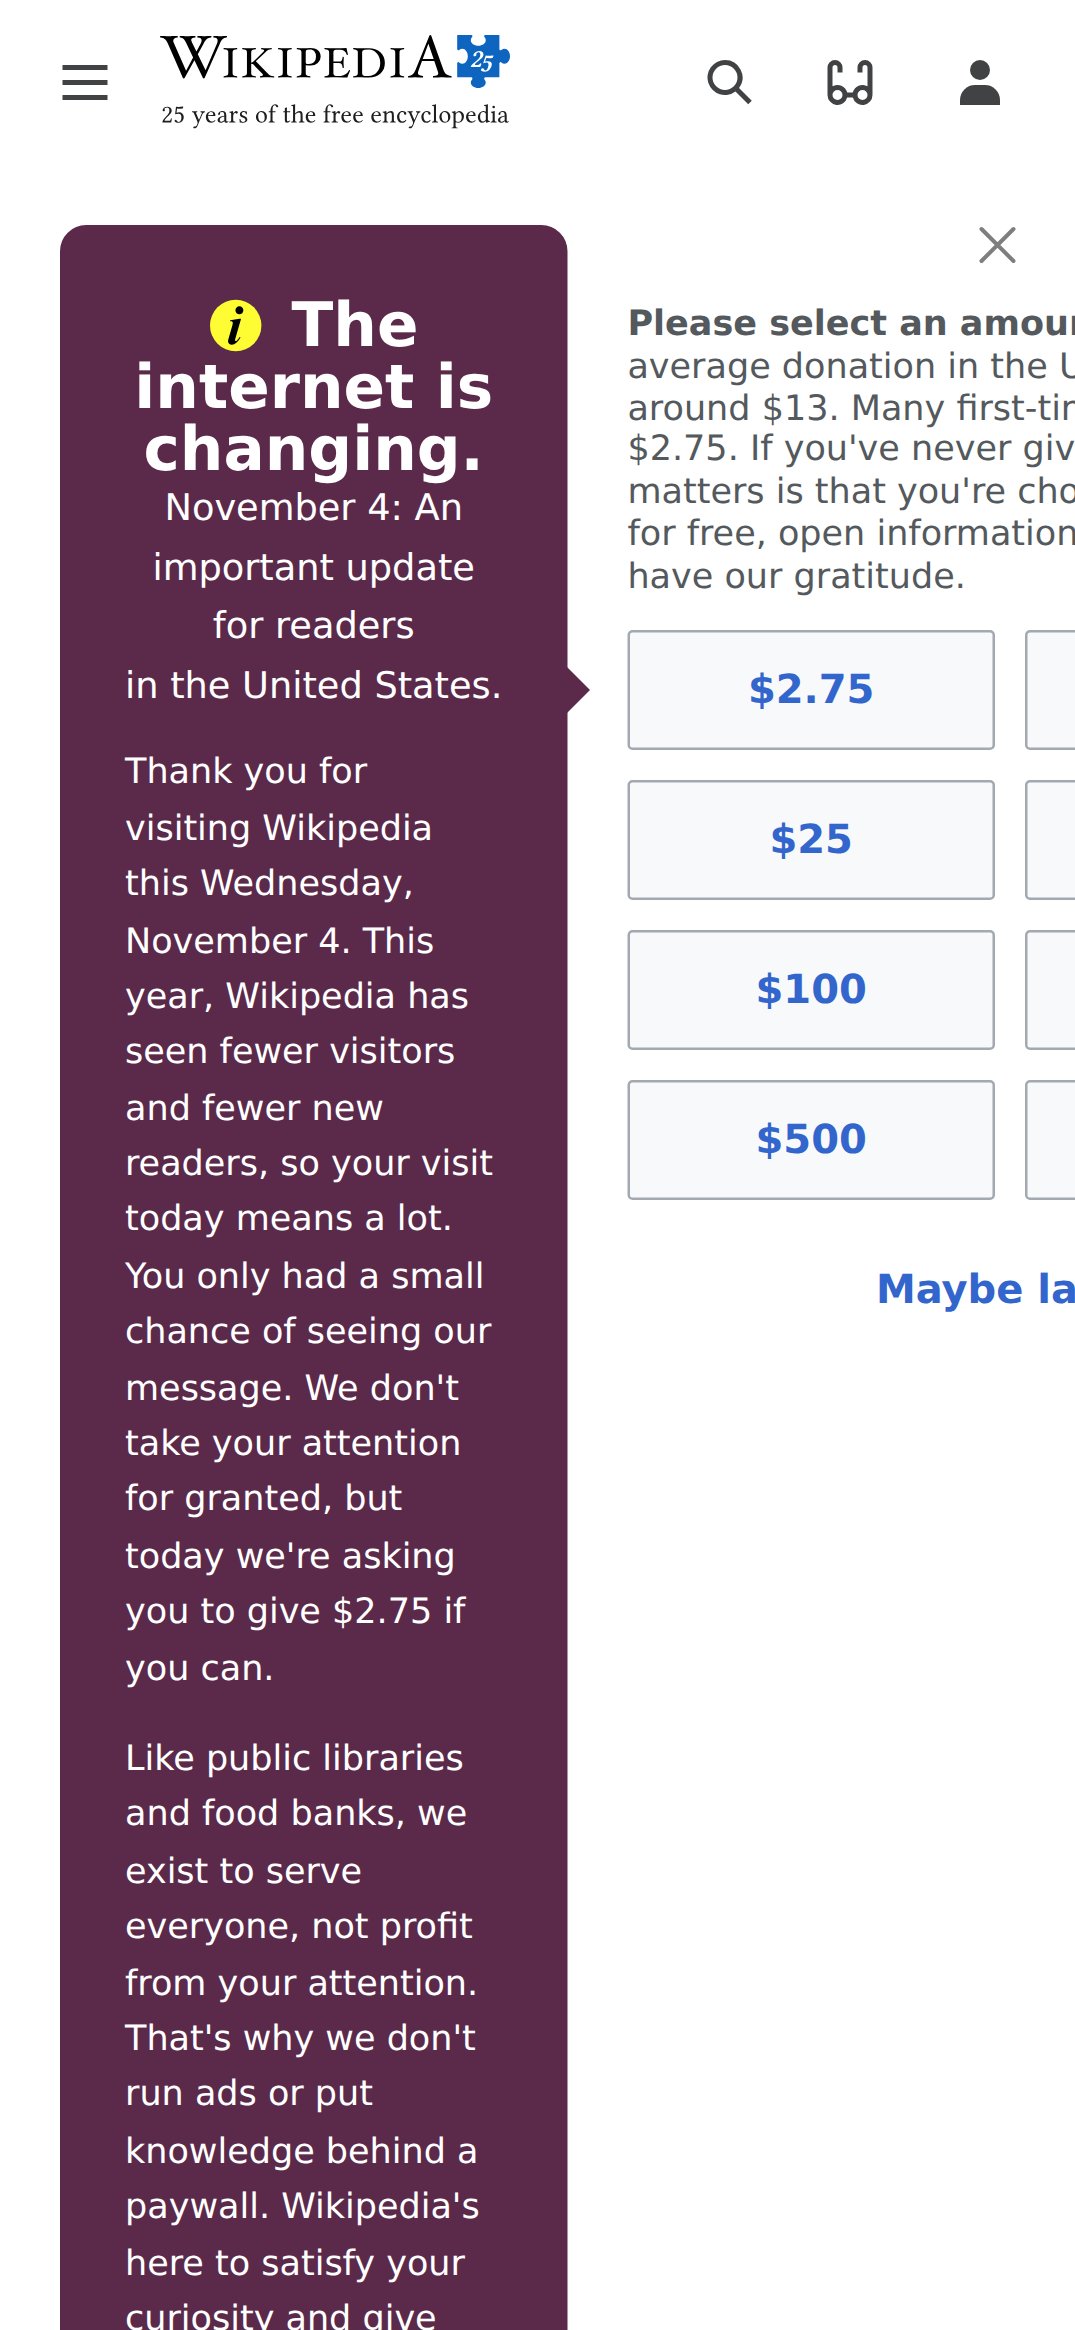 WIKIPEDIA 25
25 years of the free encyclopedia
i The
internet is
changing.
November 4: An
important update
for readers
in the United States.
Thank you for
visiting Wikipedia
this Wednesday,
November 4. This
year, Wikipedia has
seen fewer visitors
and fewer new
readers, so your visit
today means a lot.
You only had a small
chance of seeing our
message. We don't
take your attention
for granted, but
today we're asking
you to give $2.75 if
you can.
Like public libraries
and food banks, we
exist to serve
everyone, not profit
from your attention.
That's why we don't
run ads or put
knowledge behind a
paywall. Wikipedia's
here to satisfy your
curiosity and give
Please select an
average donation in the
around $13. Many
$2.75. If you've never
matters is that you're
for free, open information
have our gratitude.
$2.75
$25
$100
$500
Maybe